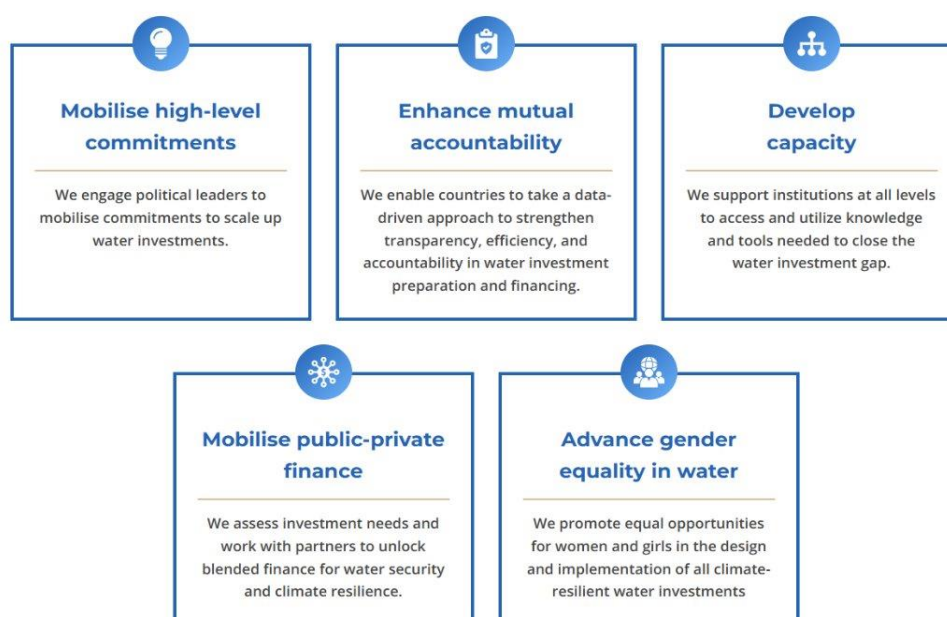 Mobilise high-level
commitments
We engage political leaders to
mobilise commitments to scale up
water investments.
Enhance mutual
accountability
We enable countries to take a data-
driven approach to strengthen
transparency, efficiency, and
accountability in water investment
preparation and financing.
Develop
capacity
We support institutions at all levels
to access and utilize knowledge
and tools needed to close the
water investment gap.
Mobilise public-private
finance
We assess investment needs and
work with partners to unlock
blended finance for water security
and climate resilience.
Advance gender
equality in water
We promote equal opportunities
for women and girls in the design
and implementation of all climate-
resilient water investments